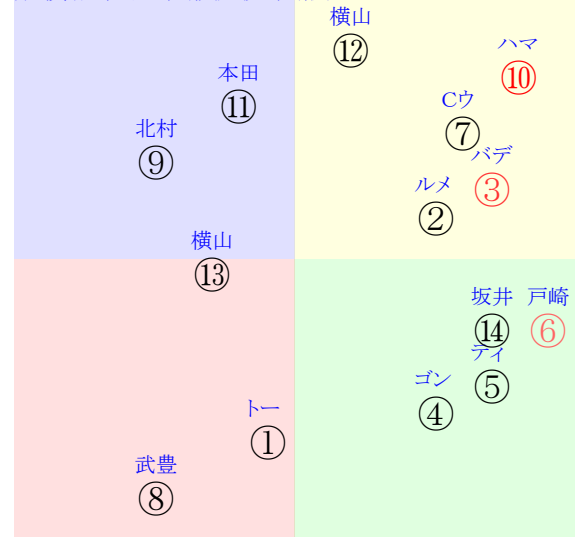 横山
⑫
ハマ
⑩
本田
⑪
Cウ
⑦
北村
⑨
バデ
③
ルメ
②
横山
⑬
坂井
⑭
戸崎
⑥
テイ
⑤
ゴン
④
トー
①
武豊
⑧